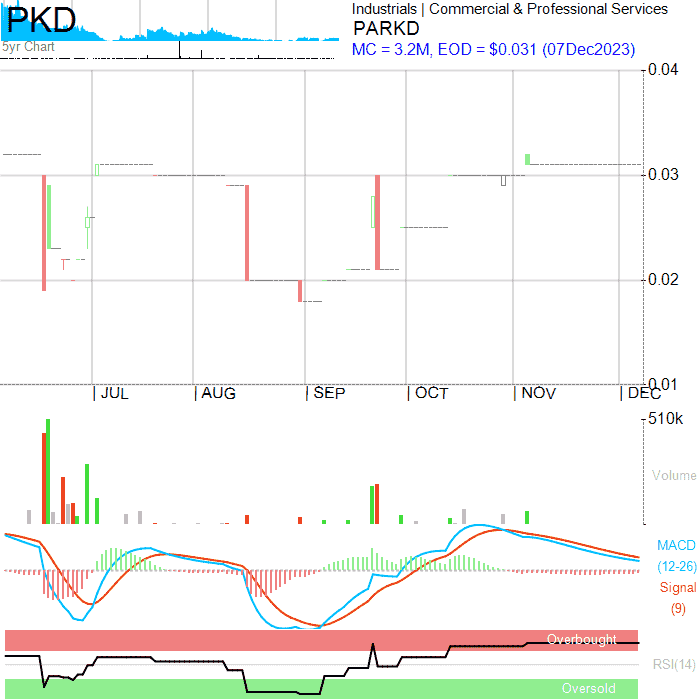 PKD
5yr Chart
Industrials | Commercial & Professional Services
PARKD
MC = 3.2M, EOD = $0.031 (07Dec2023)
0.04
0.03
0.02
0.01
JUL
AUG
SEP
OCT
NOV
DEC
510k
Volume
MACD
(12-26)
Signal
(9)
Overbought
RSI(14)
Oversold